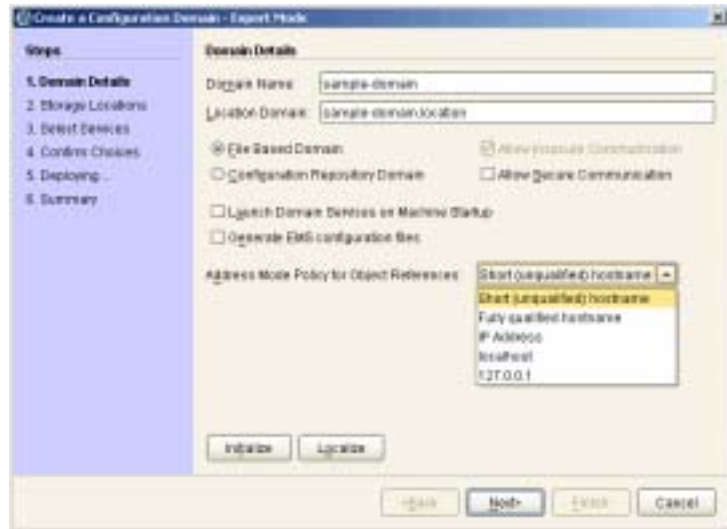 Create a Configuration Domain - Expert Mode
Steps
1. Domain Details
2. Storage Locations
3. Select Services
4. Confirm Choices
5. Deploying...
6. Summary
Domain Details
Domain Name: sample-domain
Location Domain: sample-domain.location
File Based Domain
Allow Insecure Communication
Configuration Repository Domain
Allow Secure Communication
Launch Domain Services on Machine Startup
Generate EMS configuration files
Address Mode Policy for Object References
Short (unqualified) hostname
Short (unqualified) hostname
Fully qualified hostname
IP Address
localhost
127.0.0.1
Initialize
Localize
<Back
Next>
Finish
Cancel